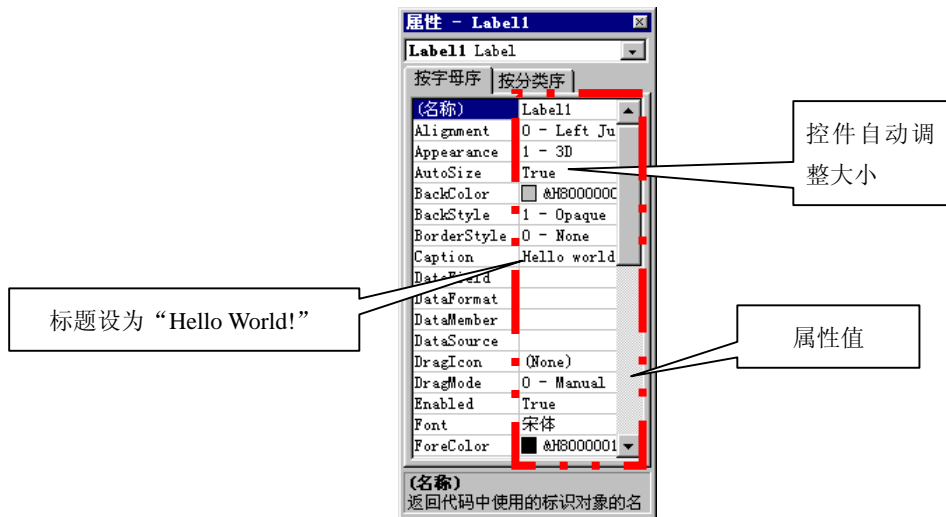 属性 - Label1
Label1 Label
按字母序 按分类序
(名称) Label1
Alignment 0 - Left Ju
Appearance 1 - 3D
AutoSize True
BackColor &H8000000
BackStyle 1 - Opaque
BorderStyle 0 - None
Caption Hello world
DataField
DataFormat
DataMember
DataSource
DragIcon (None)
DragMode 0 - Manual
Enabled True
Font 宋体
ForeColor &H8000001
(名称)
返回代码中使用的标识对象的名
控件自动调
整大小
标题设为“Hello World!”
属性值